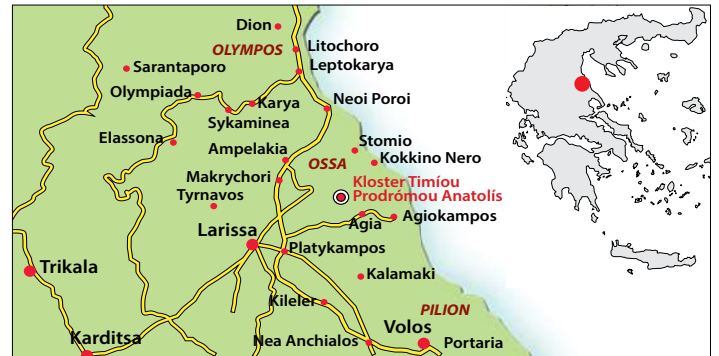 Dion
OLYMPOS
Litochoro
Leptokarya
Sarantaporo
Olympiada
Karya
Sykaminea
Neoi Poroi
Elassona
Ampelakia
Stomio
OSSA
Kokkino Nero
Makrychori
Tyrnavos
Kloster Timíou
Prodrómou Anatolís
Agia
Agiokampos
Larissa
Platykampos
Trikala
Kalamaki
Kileler
PILION
Karditsa
Nea Anchialos
Volos
Portaria